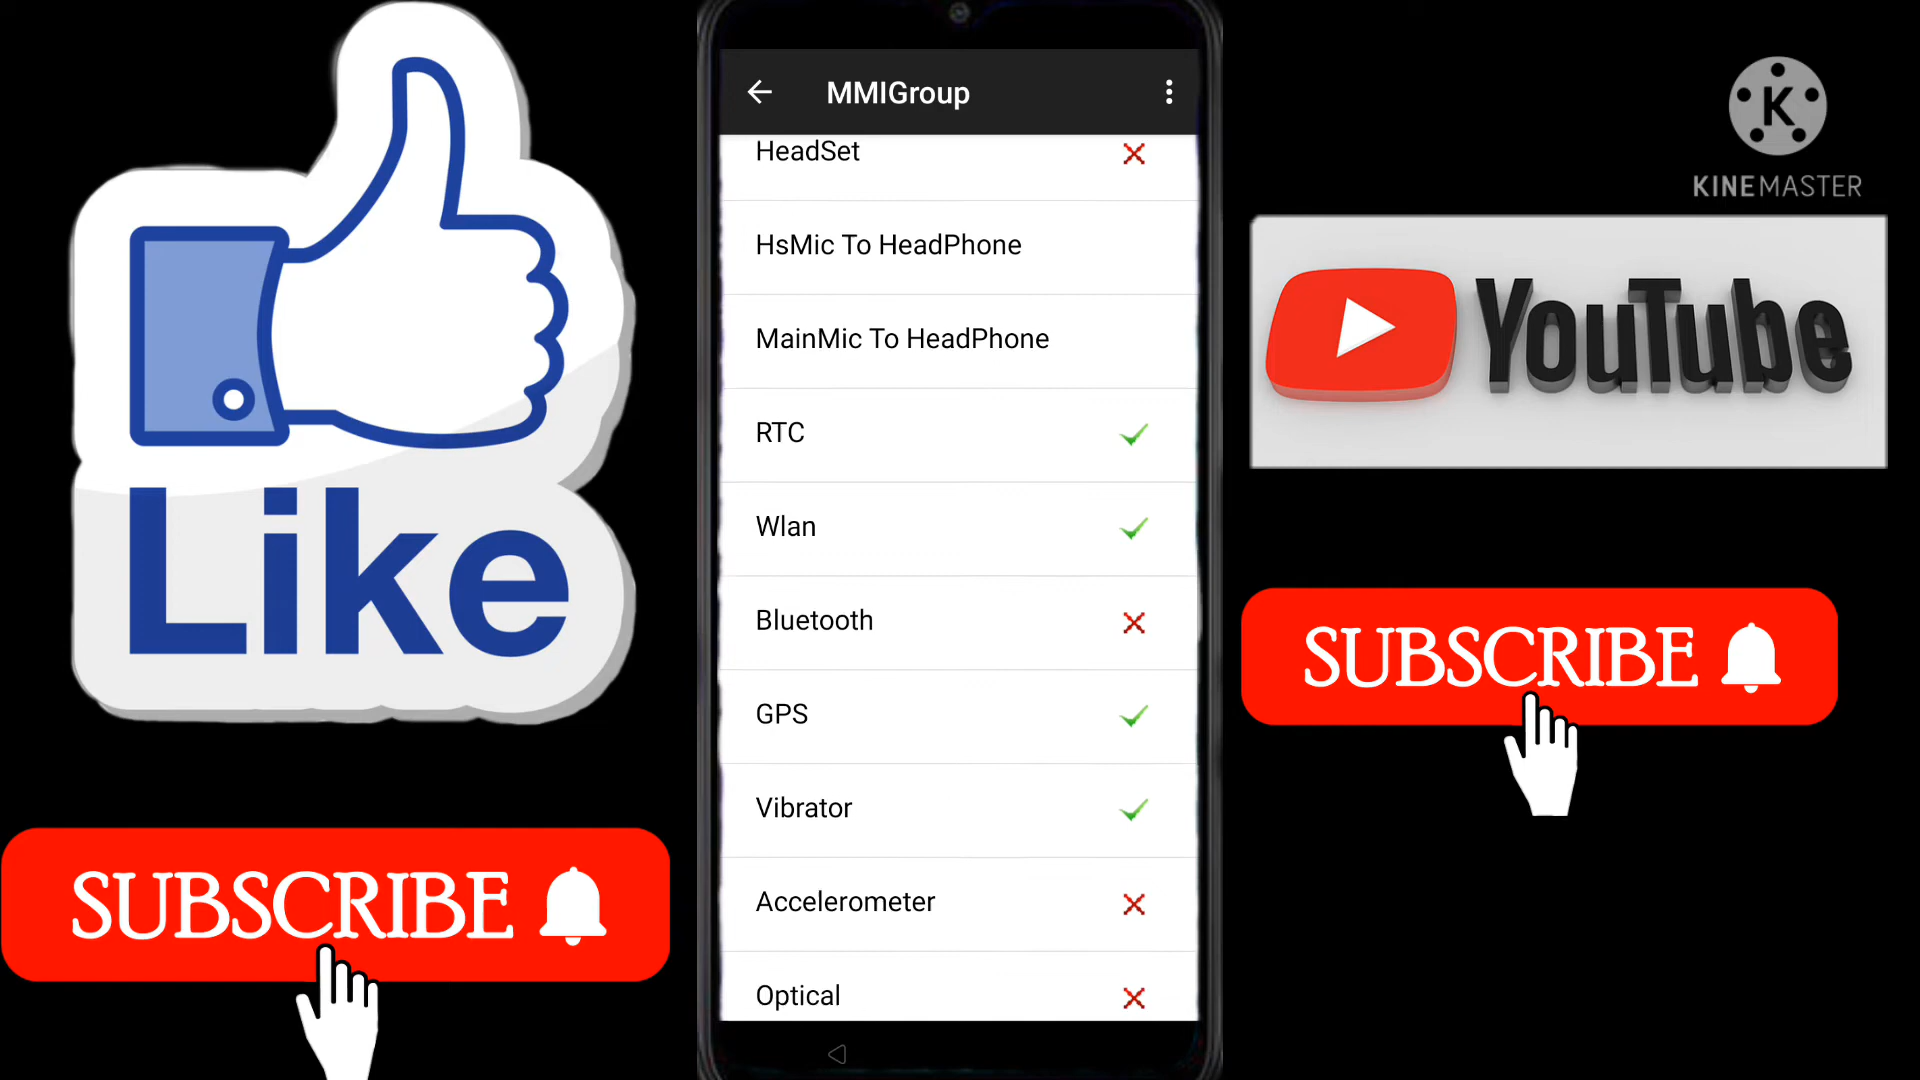 Like
SUBSCRIBE
MMIGroup
HeadSet
HsMic To HeadPhone
MainMic To HeadPhone
RTC
Wlan
Bluetooth
GPS
Vibrator
Accelerometer
Optical
K
KINEMASTER
YouTube
SUBSCRIBE